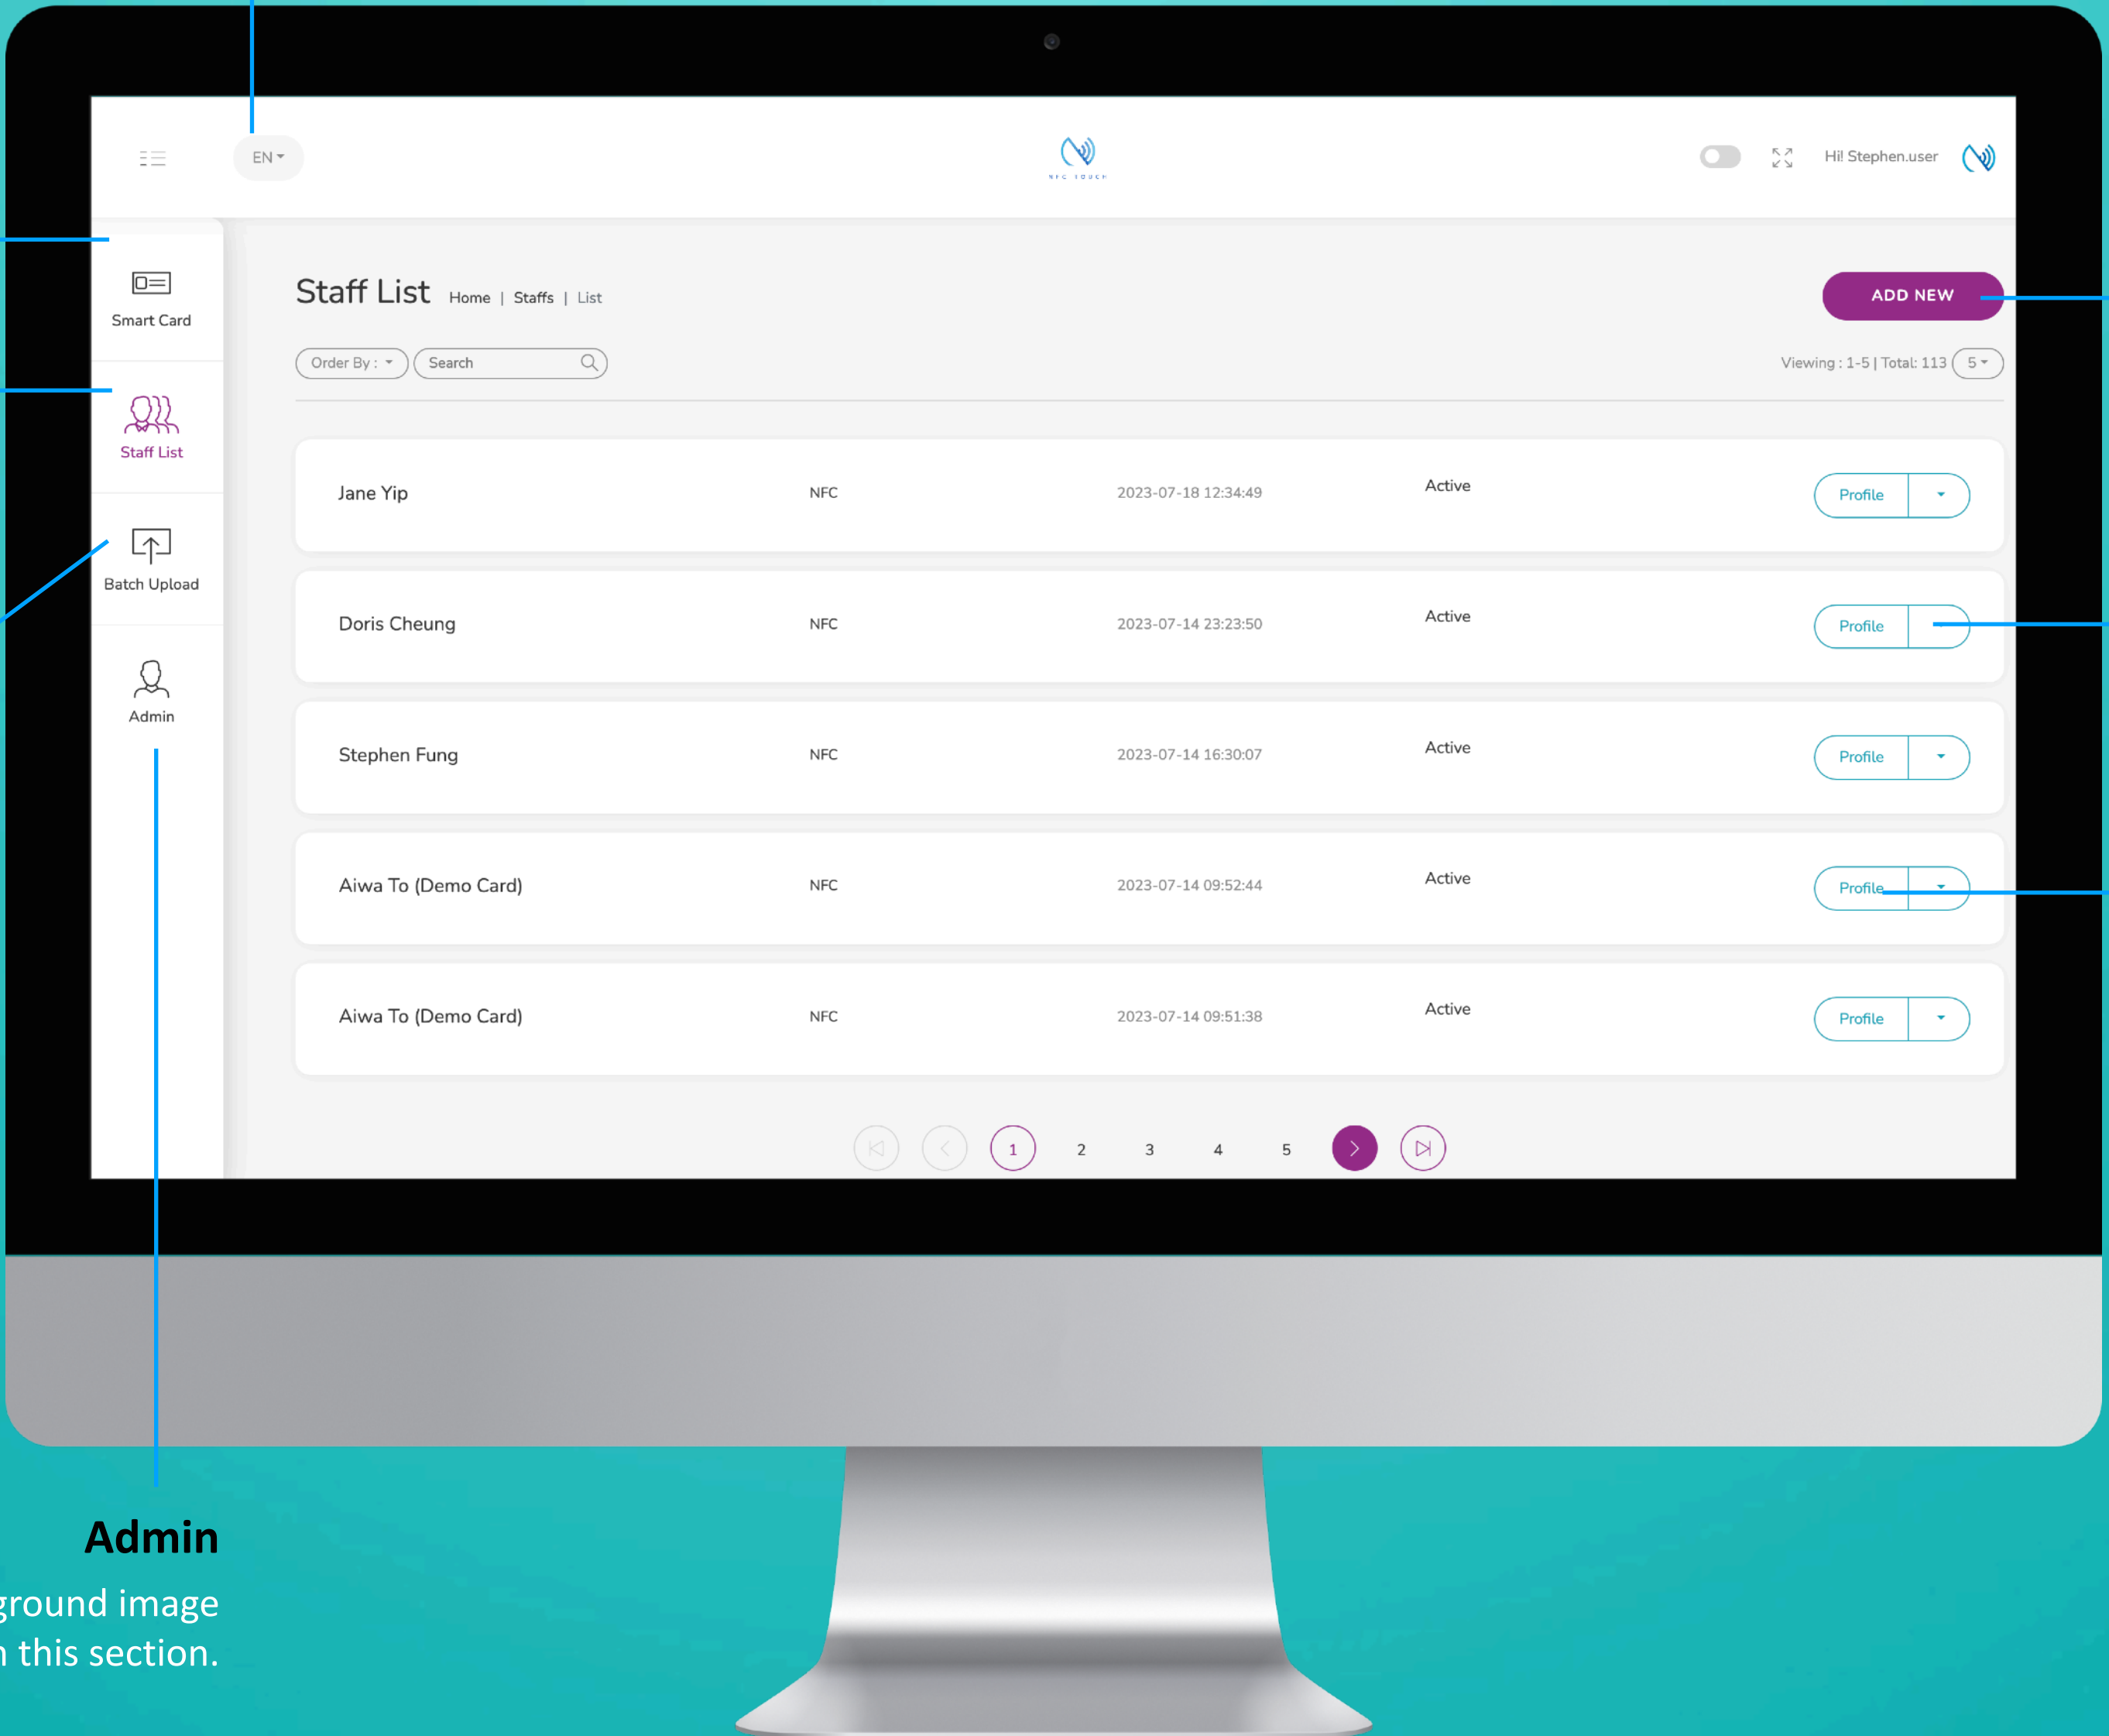 EN
NFC TOUCH
Hi! Stephen.user
Smart Card
Staff List
Batch Upload
Admin
Staff List Home | Staffs | List
ADD NEW
Order By : Search
Viewing : 1-5 | Total: 113 5
Jane Yip NFC 2023-07-18 12:34:49 Active Profile
Doris Cheung NFC 2023-07-14 23:23:50 Active Profile
Stephen Fung NFC 2023-07-14 16:30:07 Active Profile
Aiwa To (Demo Card) NFC 2023-07-14 09:52:44 Active Profile
Aiwa To (Demo Card) NFC 2023-07-14 09:51:38 Active Profile
1 2 3 4 5
Admin
image
this section.